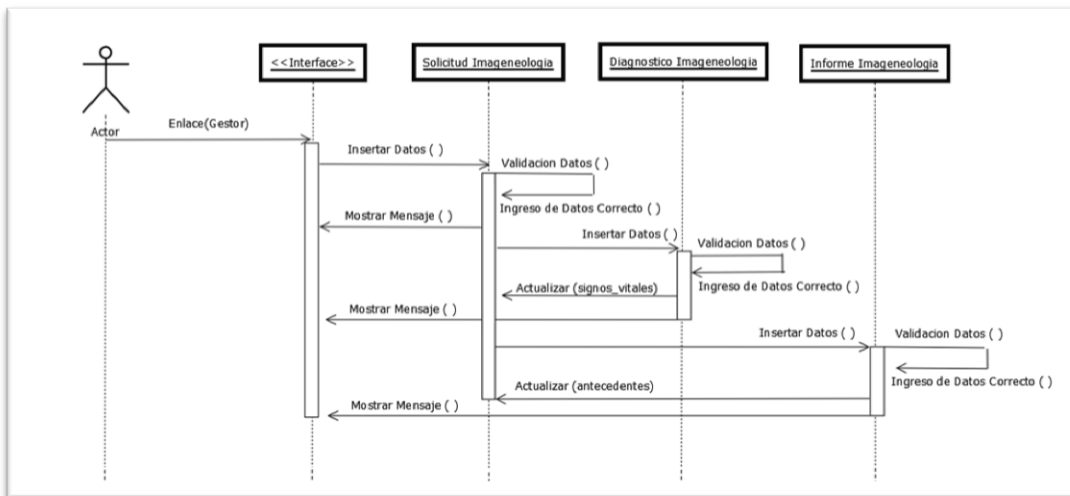 <<Interface>>
Solicitud Imageneologia
Diagnostico Imageneologia
Informe Imageneologia
Actor
Enlace(Gestor)
Insertar Datos ( )
Validacion Datos ( )
Ingreso de Datos Correcto ( )
Mostrar Mensaje ( )
Insertar Datos ( )
Validacion Datos ( )
Ingreso de Datos Correcto ( )
Actualizar (signos_vitales)
Mostrar Mensaje ( )
Insertar Datos ( )
Validacion Datos ( )
Ingreso de Datos Correcto ( )
Actualizar (antecedentes)
Mostrar Mensaje ( )